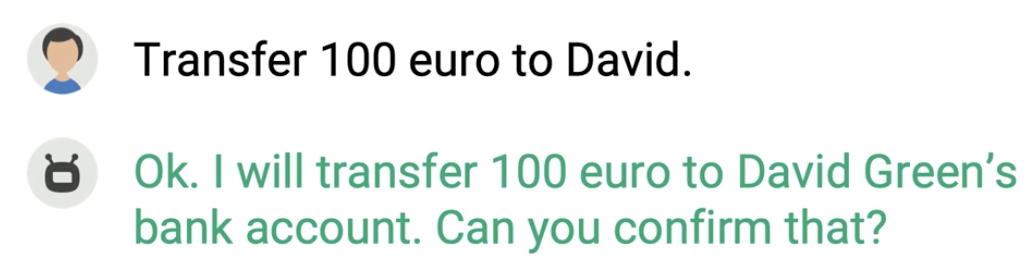 Transfer 100 euro to David.
Ok. I will transfer 100 euro to David Green’s
bank account. Can you confirm that?